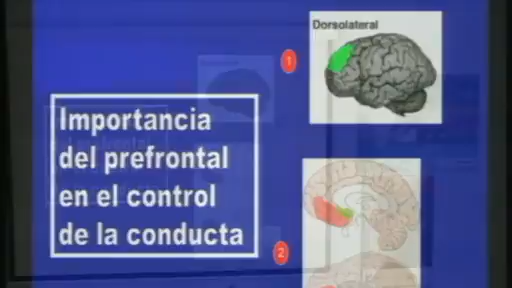 Dorsolateral
1
Importancia
del prefrontal
en el control
de la conducta
2